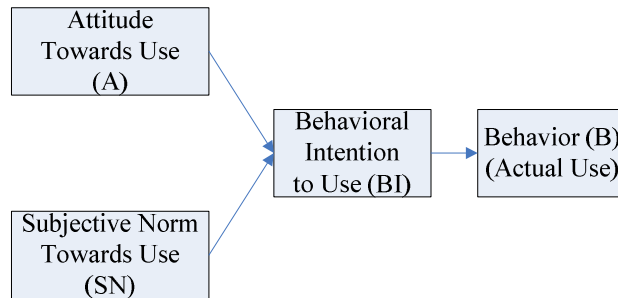 Attitude
Towards Use
(A)
Subjective Norm
Towards Use
(SN)
Behavioral
Intention
to Use (BI)
Behavior (B)
(Actual Use)